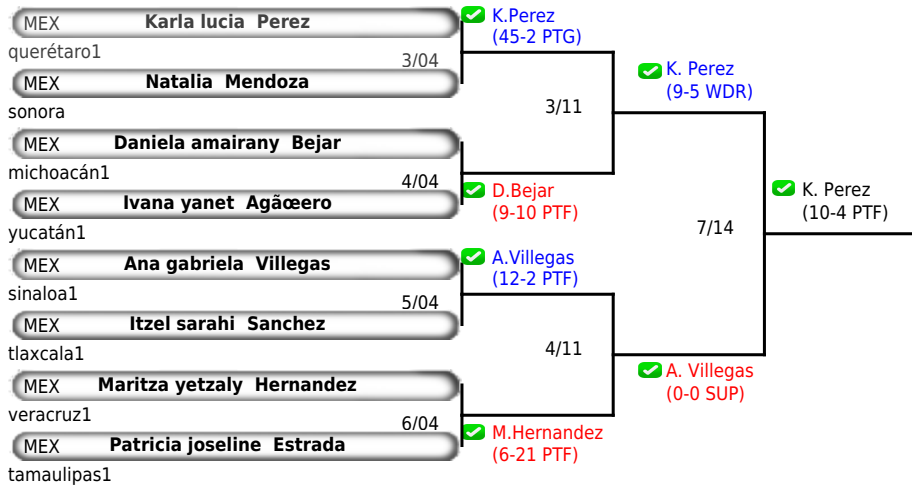 MEX Karla lucia Perez
querétaro1
3/04
MEX Natalia Mendoza
sonora
K.Perez
(45-2 PTG)
MEX Daniela amairany Bejar
michoacán1
4/04
MEX Ivana yanet Agãœero
yucatán1
D.Bejar
(9-10 PTF)
3/11
K. Perez
(9-5 WDR)
MEX Ana gabriela Villegas
sinaloa1
5/04
MEX Itzel sarahi Sanchez
tlaxcala1
A.Villegas
(12-2 PTF)
MEX Maritza yetzaly Hernandez
veracruz1
6/04
MEX Patricia joseline Estrada
tamaulipas1
M.Hernandez
(6-21 PTF)
4/11
A. Villegas
(0-0 SUP)
7/14
K. Perez
(10-4 PTF)